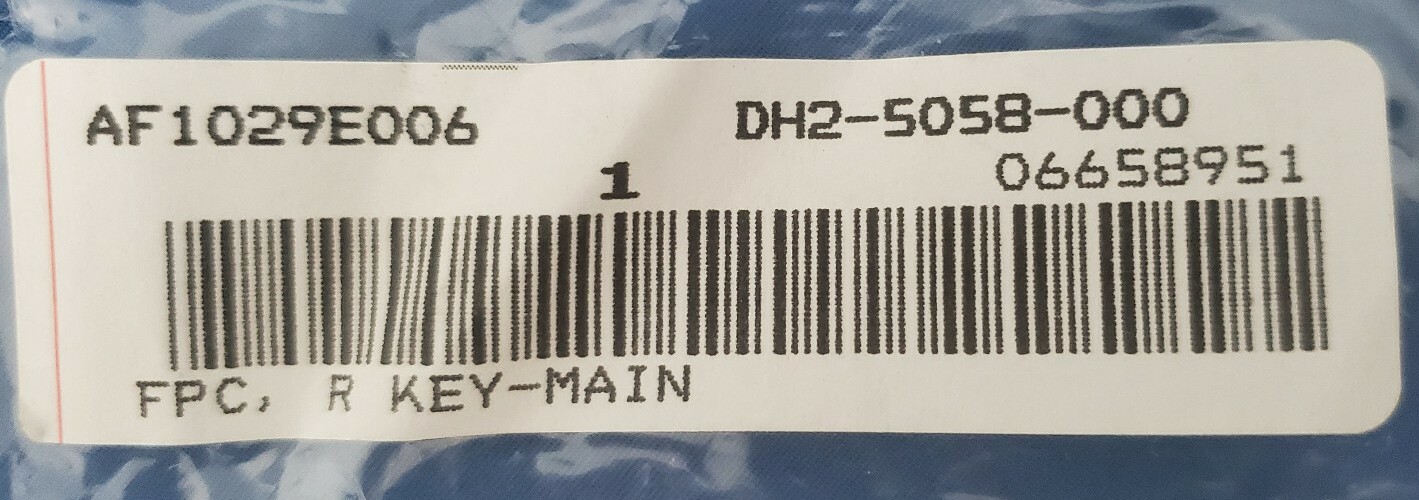 AF1029E006 DH2-5058-000
1 06658951
FPC, R KEY-MAIN